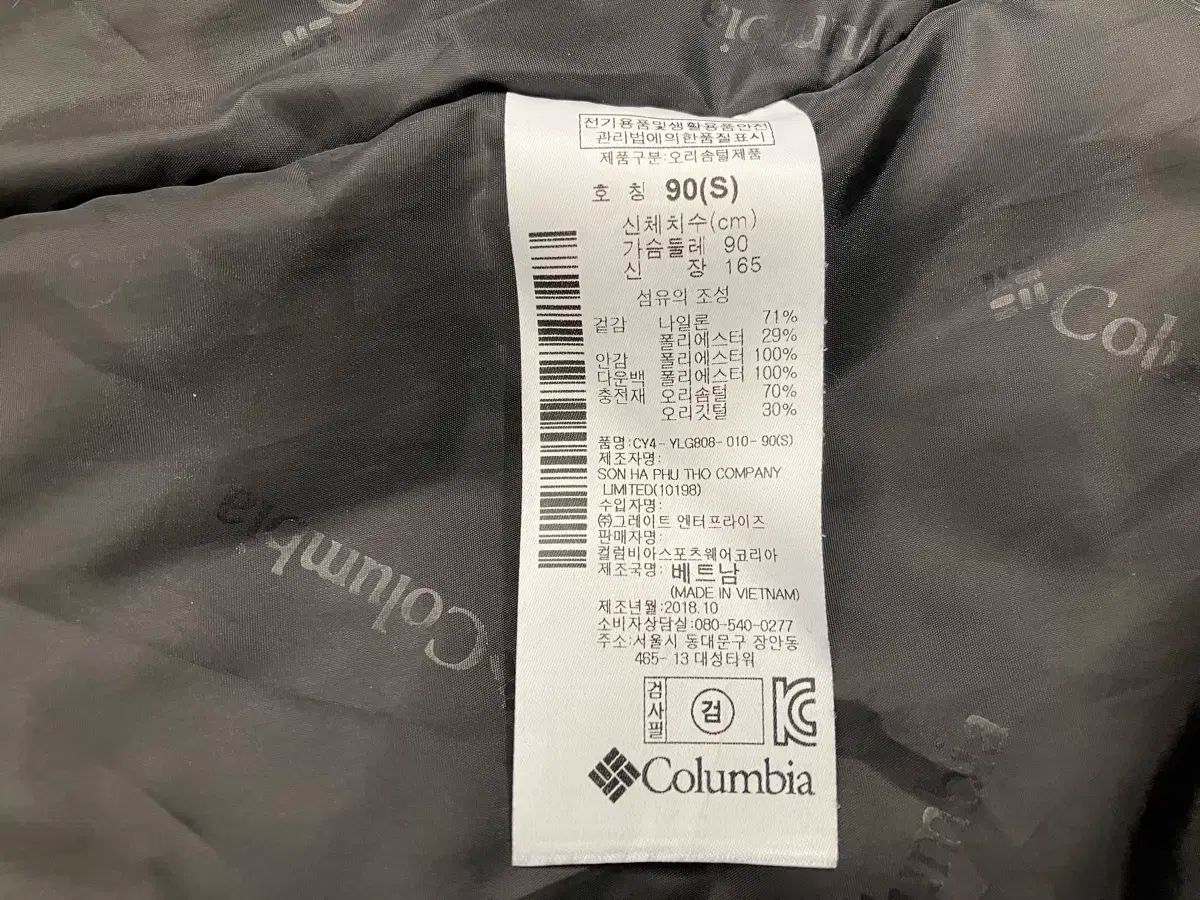 전기용품및생활용품안전
관리법에의한품질표시
제품구분:오리솜털제품
호 칭 90(S)
신체치수(cm)
가슴둘레 90
신 장 165
섬유의 조성
겉감 나일론 71%
폴리에스터 29%
안감 폴리에스터 100%
다운백 폴리에스터 100%
충전재 오리솜털 70%
오리깃털 30%
품명:CY4-YLG808-010-90(S)
제조자명:
SON HA PHU THO COMPANY
LIMITED(10198)
수입자명:
㈜그레이트 엔터프라이즈
판매자명:
컬럼비아스포츠웨어코리아
제조국명: 베트남
(MADE IN VIETNAM)
제조년월:2018.10
소비자상담실:080-540-0277
주소:서울시 동대문구 장안동
465-13 대성타워
검사필 검 KC
Columbia
Columbia